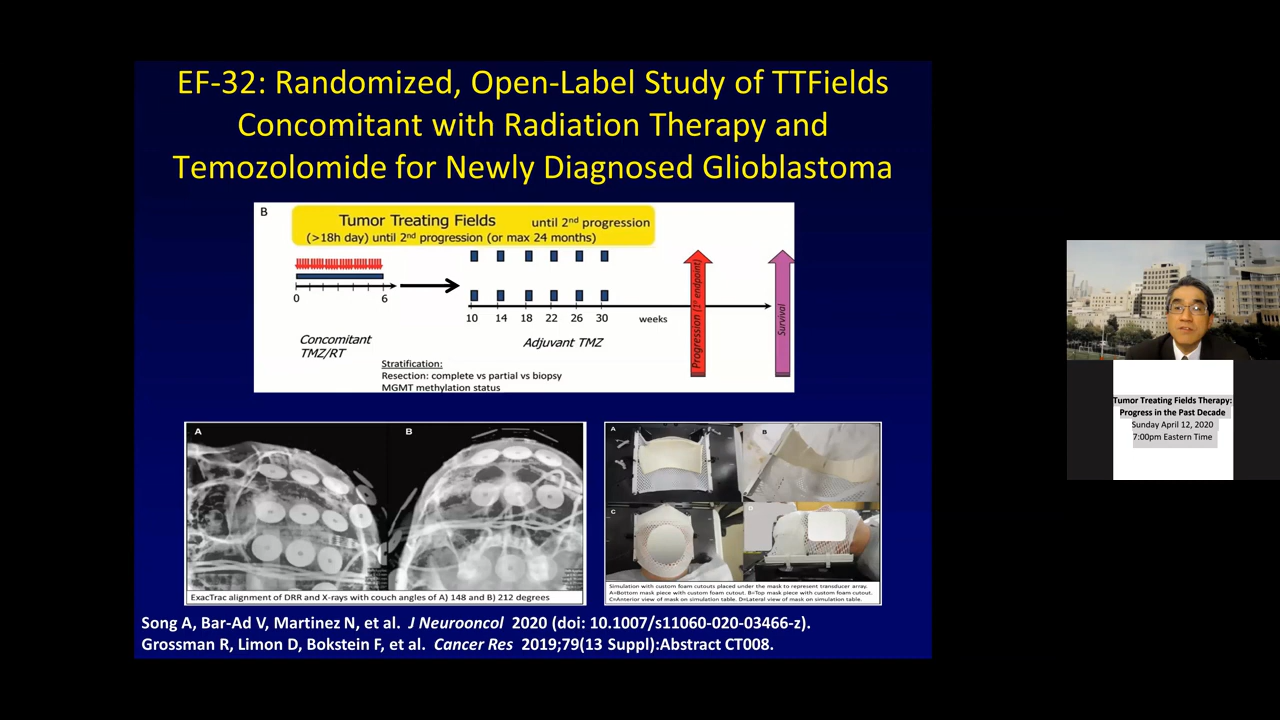 EF-32: Randomized, Open-Label Study of TTFields
Concomitant with Radiation Therapy and
Temozolomide for Newly Diagnosed Glioblastoma
B
Tumor Treating Fields until 2nd progression
(>18h day) until 2nd progression (or max 24 months)
0 6
10 14 18 22 26 30 weeks
Concomitant
TMZ/RT
Adjuvant TMZ
Progression (1° endpoint)
Survival
Stratification:
Resection: complete vs partial vs biopsy
MGMT methylation status
A B
ExacTrac alignment of DRR and X-rays with couch angles of A) 148 and B) 212 degrees
A B
C D
Simulation with custom foam cutouts placed under the mask to represent transducer array.
A=Bottom mask piece with custom foam cutout. B=Top mask piece with custom foam cutout.
C=Anterior view of mask on simulation table. D=Lateral view of mask on simulation table.
Song A, Bar-Ad V, Martinez N, et al. J Neurooncol 2020 (doi: 10.1007/s11060-020-03466-z).
Grossman R, Limon D, Bokstein F, et al. Cancer Res 2019;79(13 Suppl):Abstract CT008.
Tumor Treating Fields Therapy:
Progress in the Past Decade
Sunday April 12, 2020
7:00pm Eastern Time